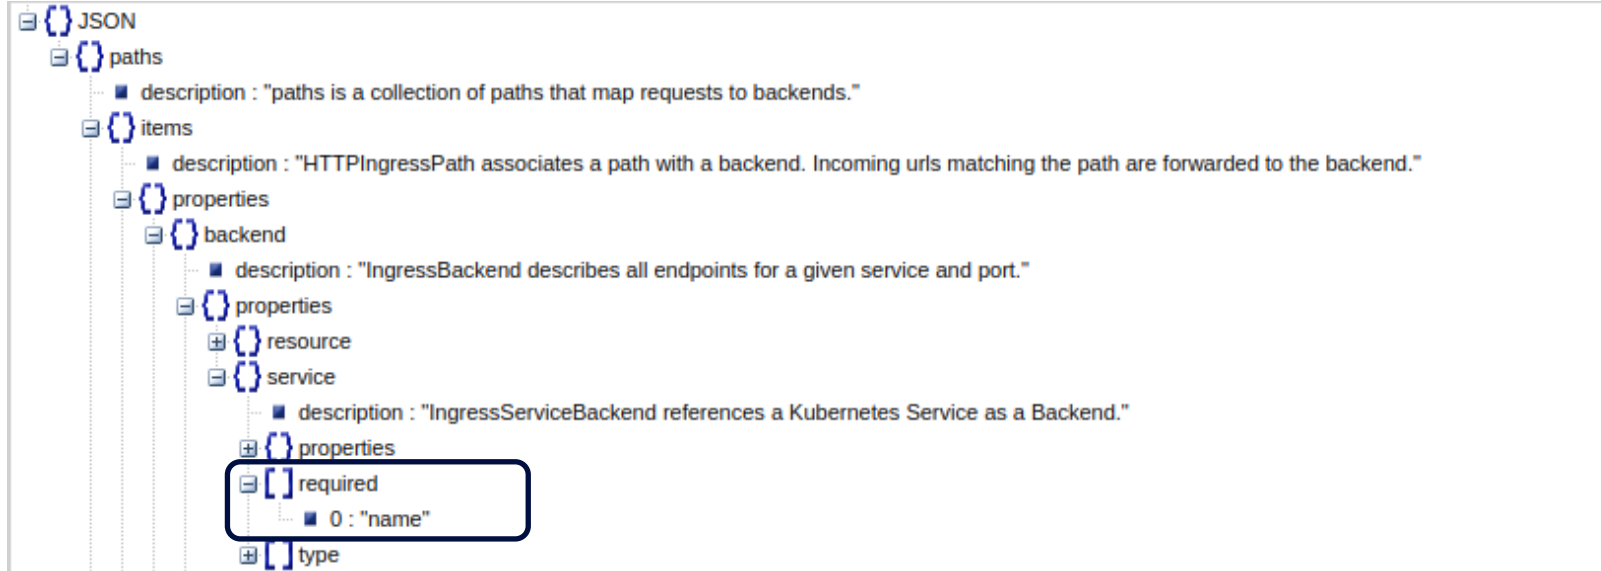 JSON
paths
description : "paths is a collection of paths that map requests to backends."
items
description : "HTTPIngressPath associates a path with a backend. Incoming urls matching the path are forwarded to the backend."
properties
backend
description : "IngressBackend describes all endpoints for a given service and port."
properties
resource
service
description : "IngressServiceBackend references a Kubernetes Service as a Backend."
properties
required
0 : "name"
type